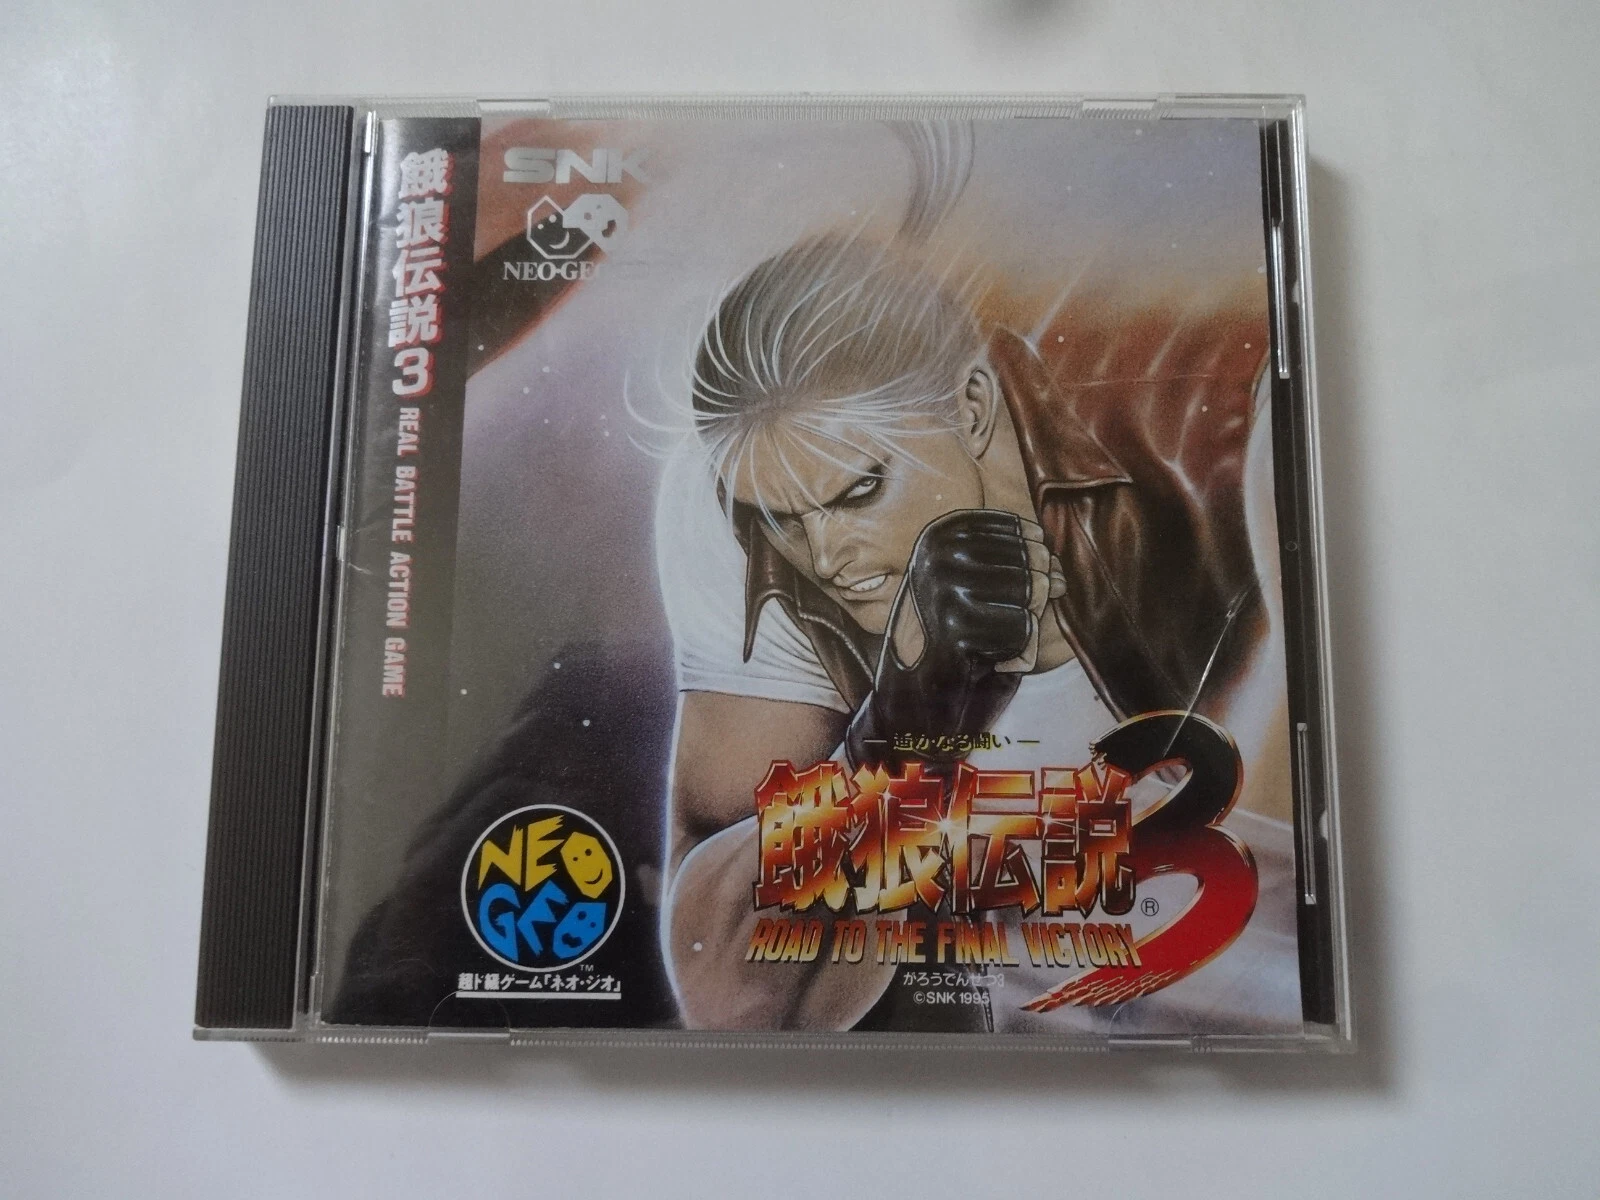 餓狼伝説3 REAL BATTLE ACTION GAME
SNK
NEO·GEO
― 遥かなる闘い ―
餓狼伝説3®
ROAD TO THE FINAL VICTORY
がろうでんせつ3
©SNK 1995
NEO
GEO
TM
超ド級ゲーム「ネオ・ジオ」